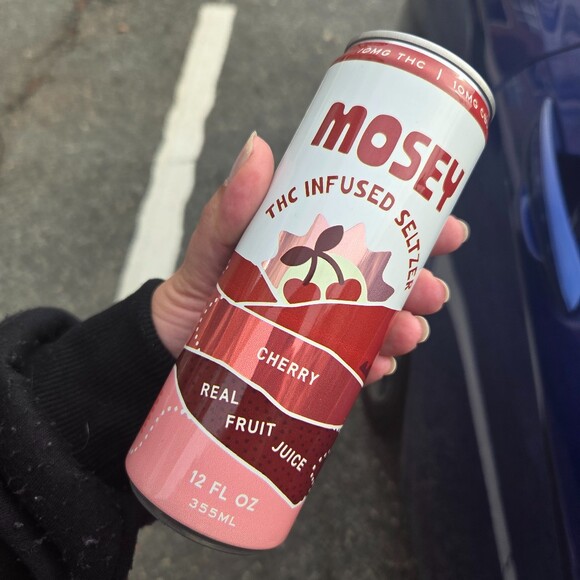 10MG THC | 10MG
MOSEY
THC INFUSED SELTZER
CHERRY
REAL
FRUIT
JUICE
12 FL OZ
355ML